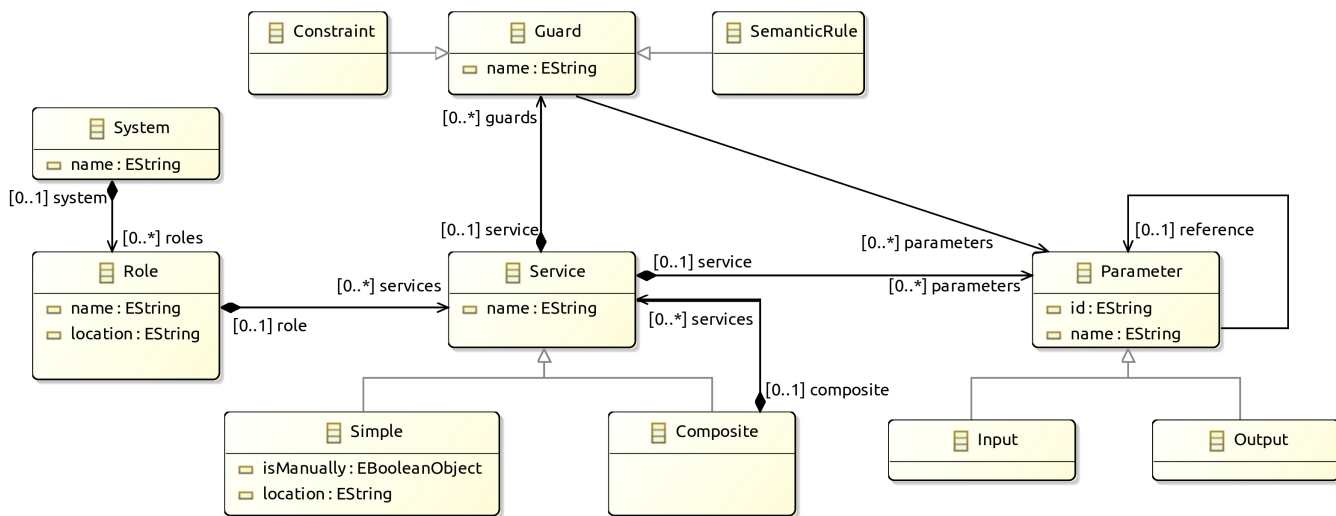 Constraint
Guard
name : EString
SemanticRule
[0..*] guards
System
name : EString
[0..1] system
[0..*] roles
Role
name : EString
location : EString
[0..*] services
[0..1] role
[0..1] service
Service
name : EString
[0..1] service
[0..*] parameters
[0..*] parameters
[0..1] reference
Parameter
id : EString
name : EString
[0..*] services
[0..1] composite
Simple
isManually : EBooleanObject
location : EString
Composite
Input
Output